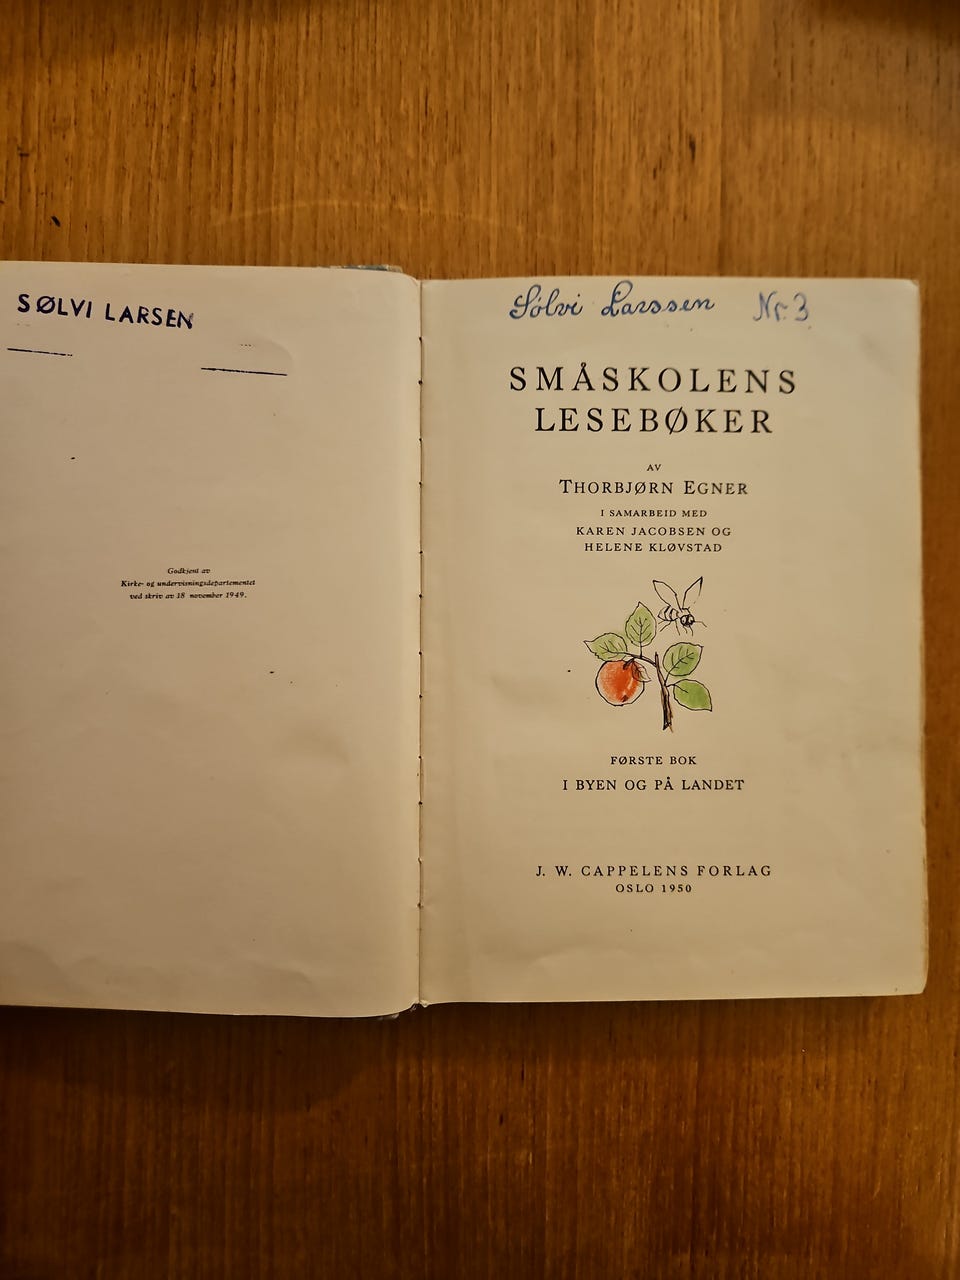 SØLVI LARSEN
Godkjent av
Kirke- og undervisningsdepartementet
ved skriv av 18 november 1949.
Sølvi Larssen Nr. 3
SMÅSKOLENS
LESEBØKER
AV
THORBJØRN EGNER
I SAMARBEID MED
KAREN JACOBSEN OG
HELENE KLØVSTAD
FØRSTE BOK
I BYEN OG PÅ LANDET
J. W. CAPPELENS FORLAG
OSLO 1950